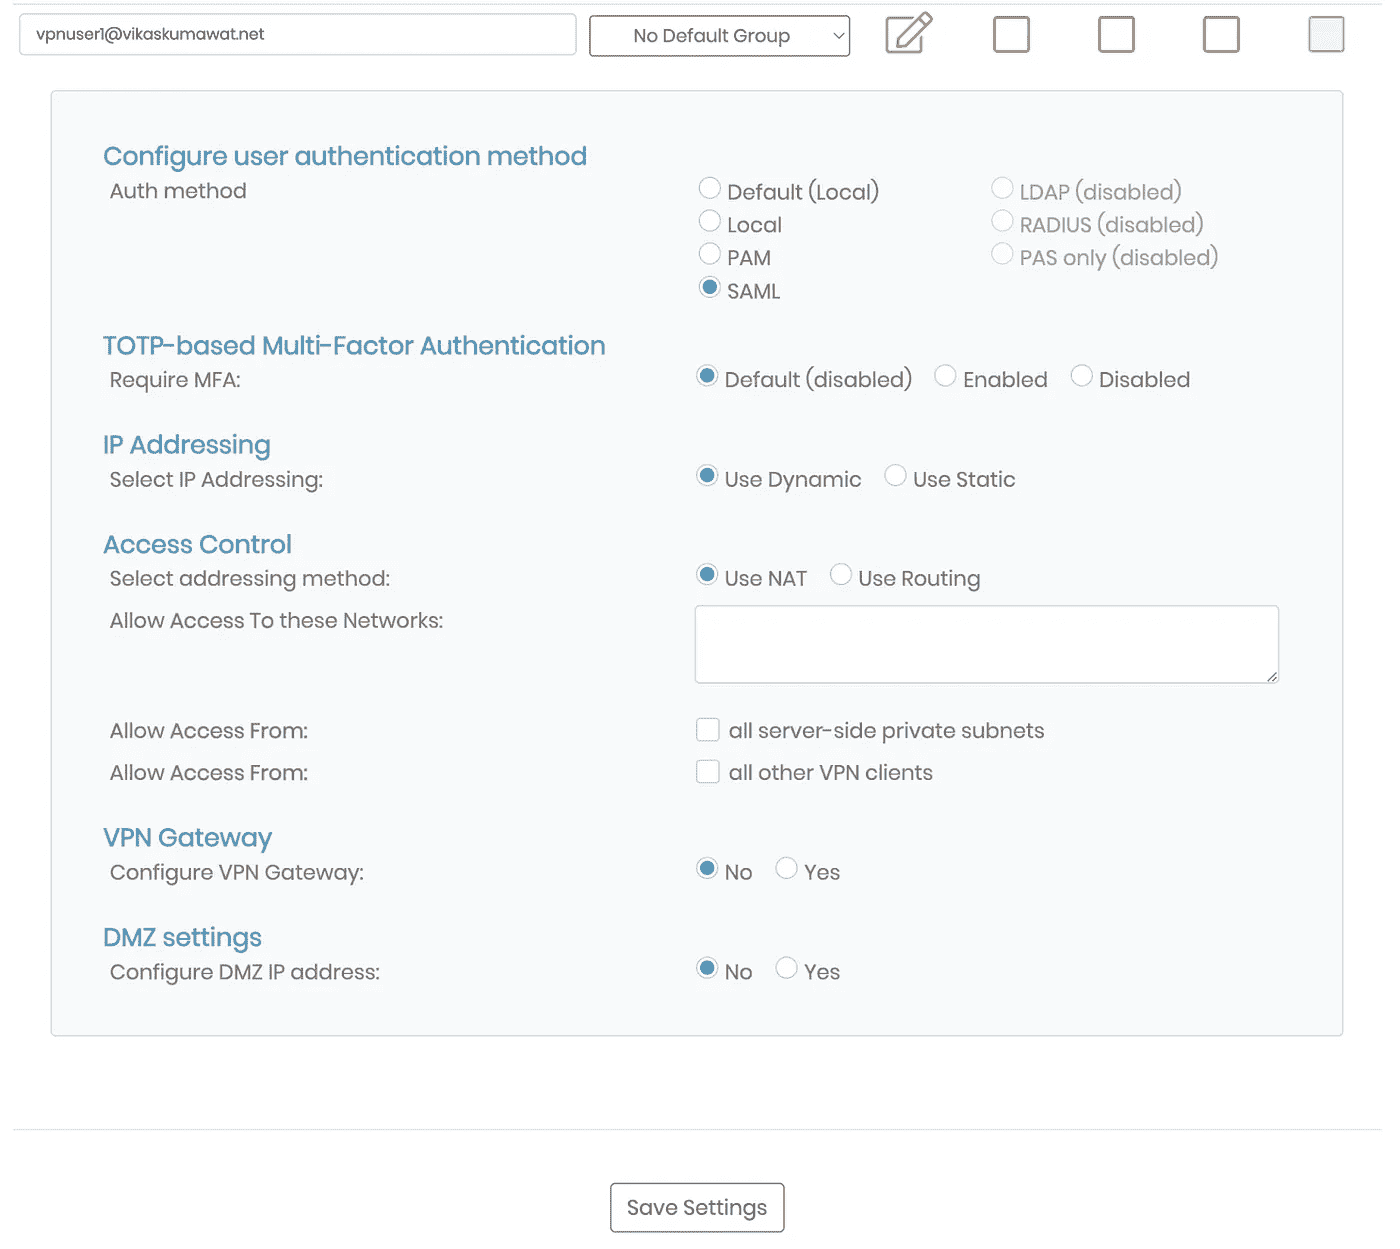 vpnuser1@vikaskumawat.net No Default Group
Configure user authentication method
Auth method
Default (Local) LDAP (disabled)
Local RADIUS (disabled)
PAM PAS only (disabled)
SAML
TOTP-based Multi-Factor Authentication
Require MFA: Default (disabled) Enabled Disabled
IP Addressing
Select IP Addressing: Use Dynamic Use Static
Access Control
Select addressing method: Use NAT Use Routing
Allow Access To these Networks:
Allow Access From: all server-side private subnets
Allow Access From: all other VPN clients
VPN Gateway
Configure VPN Gateway: No Yes
DMZ settings
Configure DMZ IP address: No Yes
Save Settings